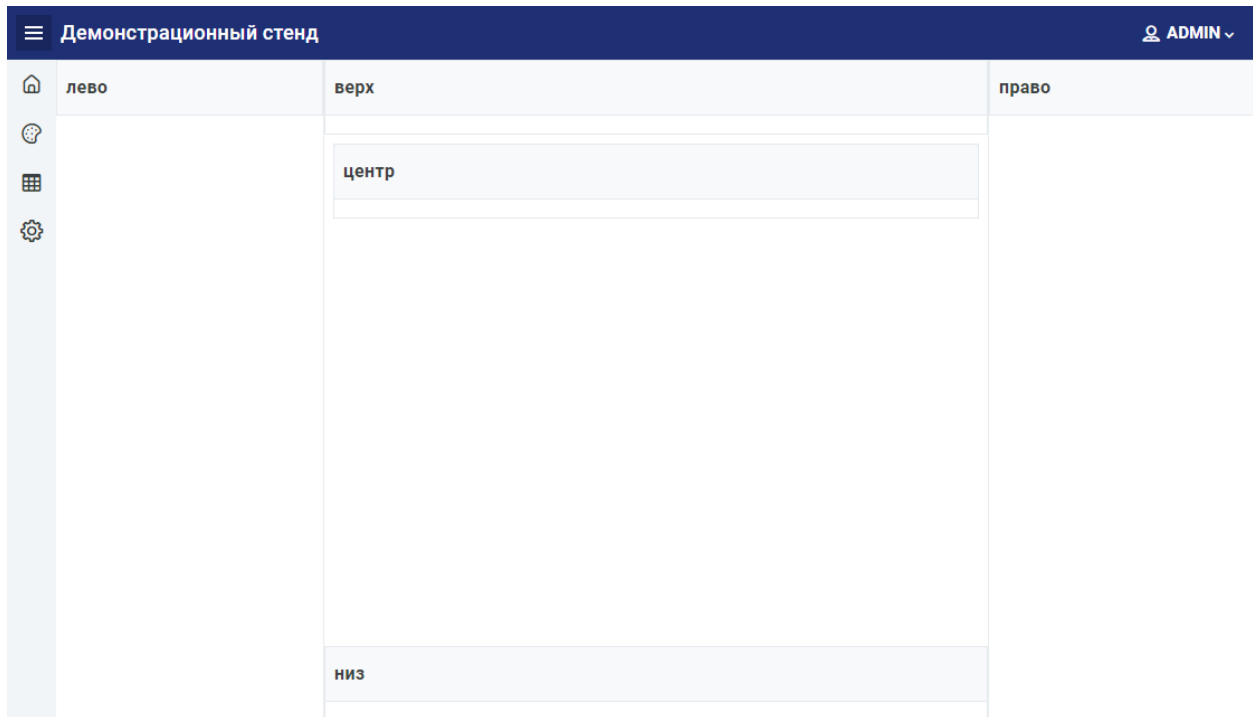 Демонстрационный стенд
ADMIN
лево
верх
право
центр
низ